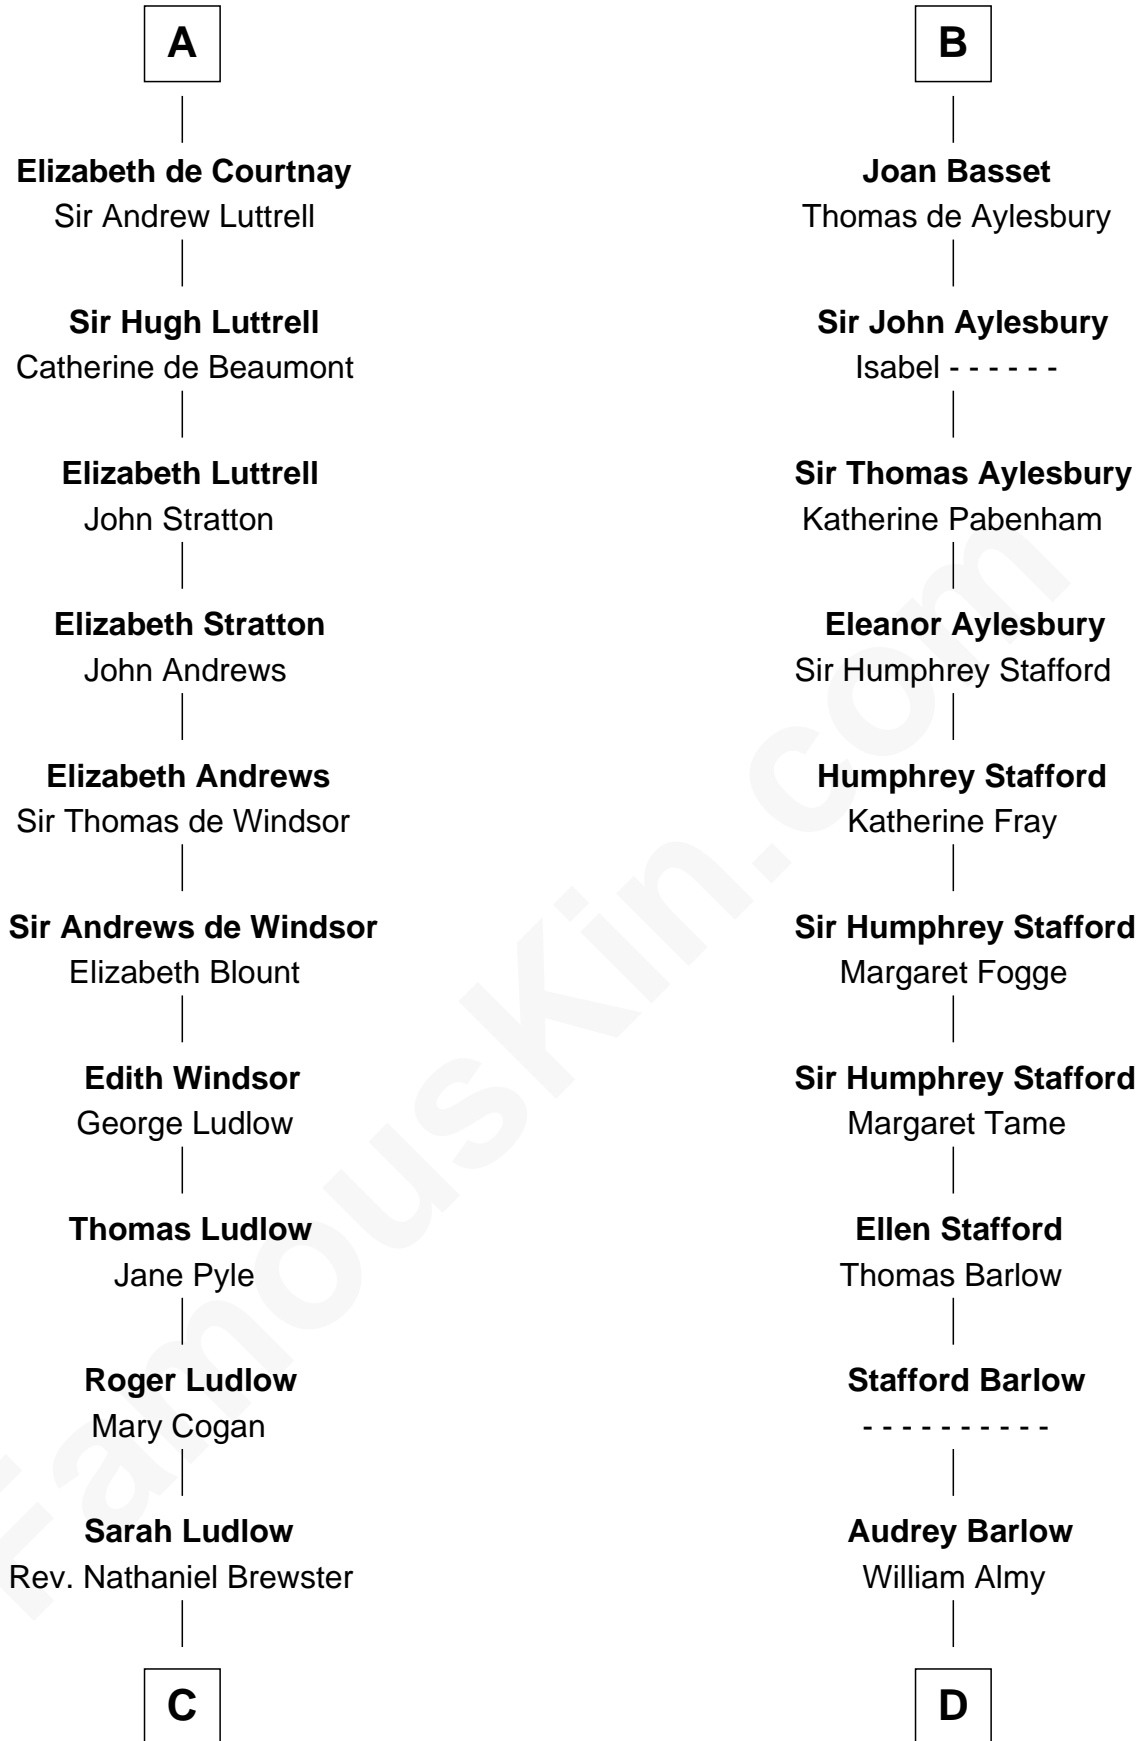 A
Elizabeth de Courtnay
Sir Andrew Luttrell
Sir Hugh Luttrell
Catherine de Beaumont
Elizabeth Luttrell
John Stratton
Elizabeth Stratton
John Andrews
Elizabeth Andrews
Sir Thomas de Windsor
Sir Andrews de Windsor
Elizabeth Blount
Edith Windsor
George Ludlow
Thomas Ludlow
Jane Pyle
Roger Ludlow
Mary Cogan
Sarah Ludlow
Rev. Nathaniel Brewster
C
B
Joan Basset
Thomas de Aylesbury
Sir John Aylesbury
Isabel - - - - - -
Sir Thomas Aylesbury
Katherine Pabenham
Eleanor Aylesbury
Sir Humphrey Stafford
Humphrey Stafford
Katherine Fray
Sir Humphrey Stafford
Margaret Fogge
Sir Humphrey Stafford
Margaret Tame
Ellen Stafford
Thomas Barlow
Stafford Barlow
- - - - - - - - - -
Audrey Barlow
William Almy
D
FamousKin.com